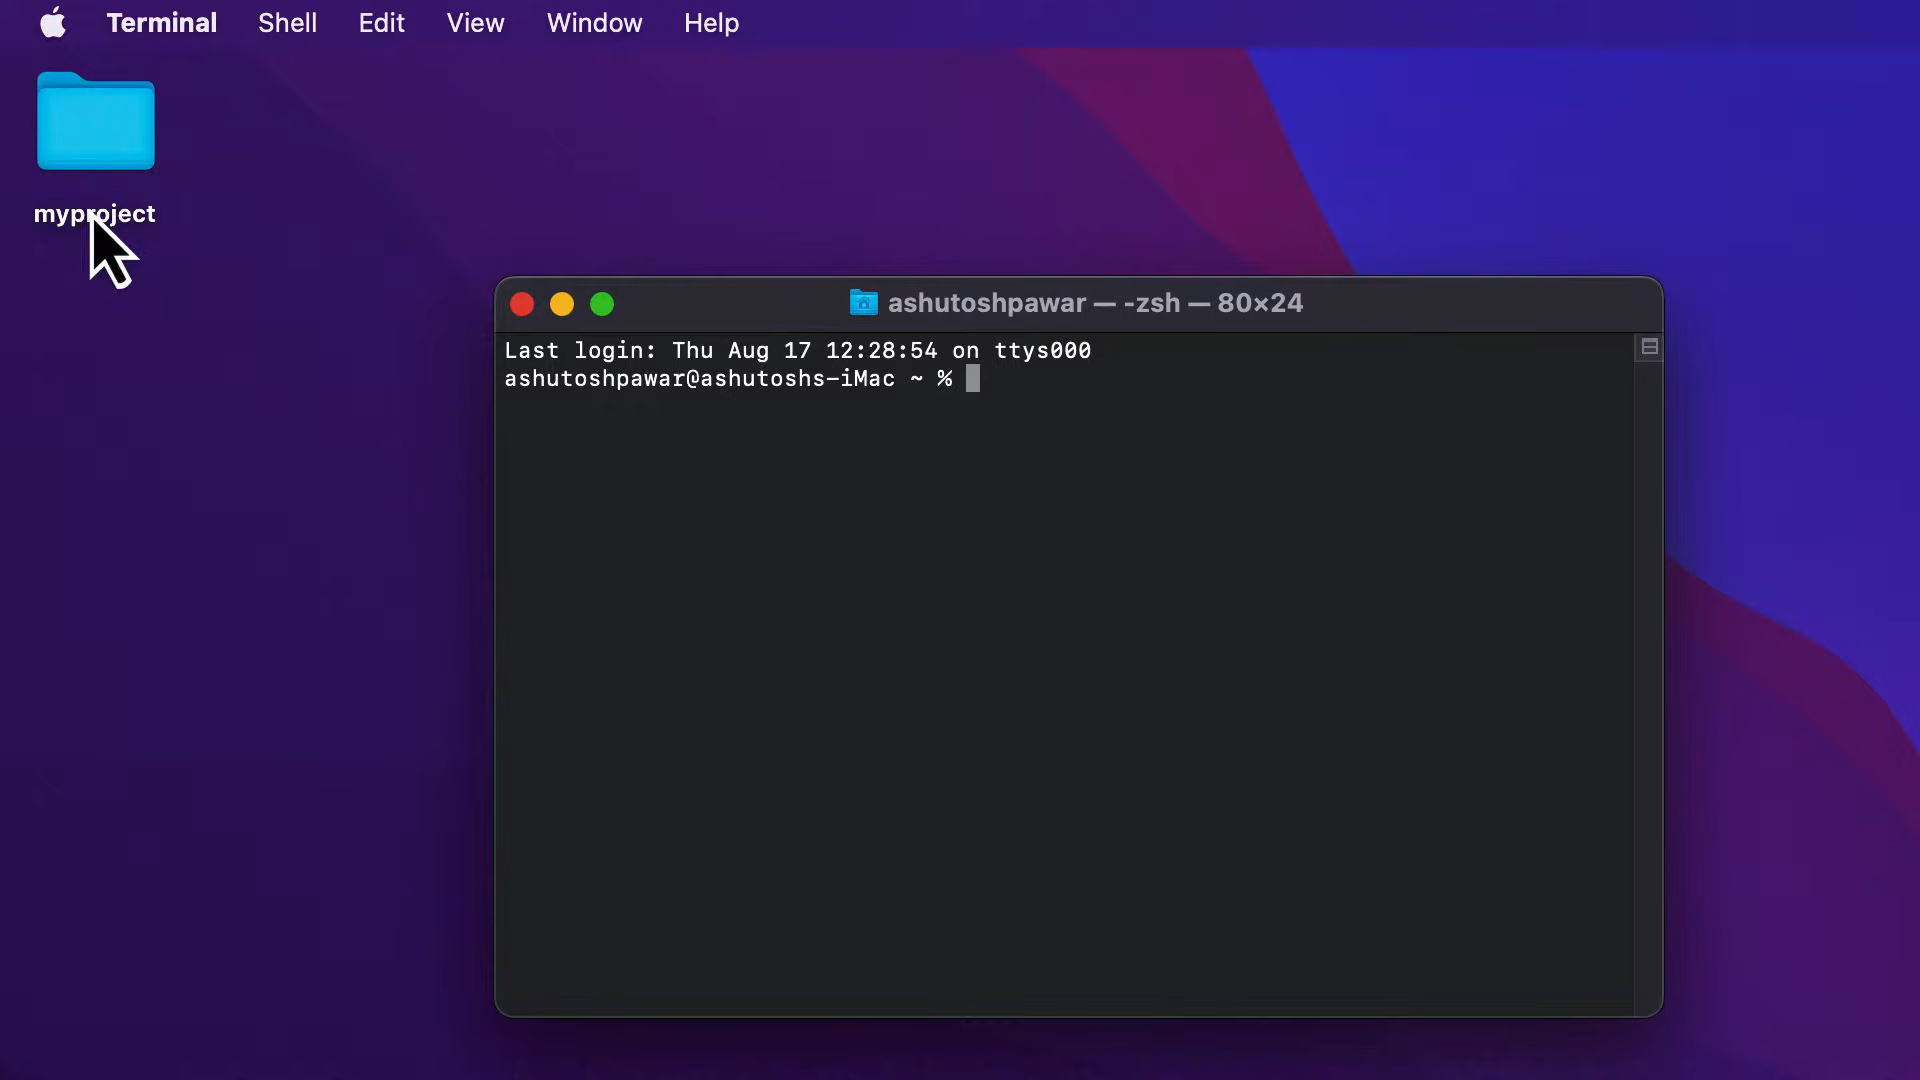 Terminal Shell Edit View Window Help
myproject
ashutoshpawar — -zsh — 80×24
Last login: Thu Aug 17 12:28:54 on ttys000
ashutoshpawar@ashutoshs-iMac ~ %